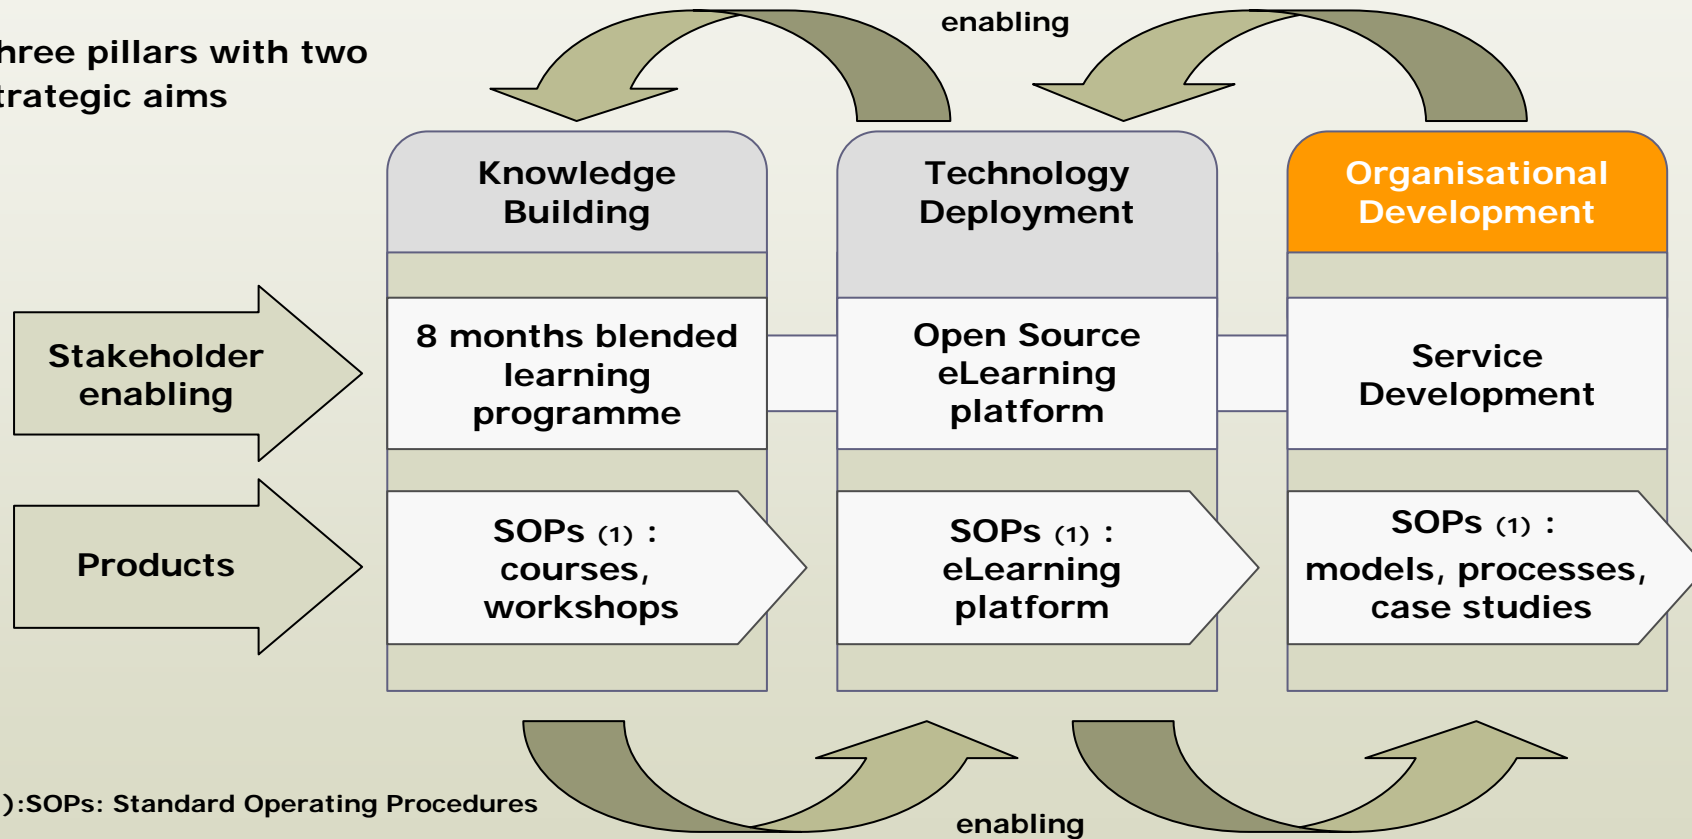 enabling
hree pillars with two
trategic aims
Knowledge
Building
Technology
Deployment
Organisational
Development
Stakeholder
enabling
8 months blended
learning
programme
Open Source
eLearning
platform
Service
Development
Products
SOPs (1) :
courses,
workshops
SOPs (1) :
eLearning
platform
SOPs (1) :
models, processes,
case studies
):SOPs: Standard Operating Procedures
enabling